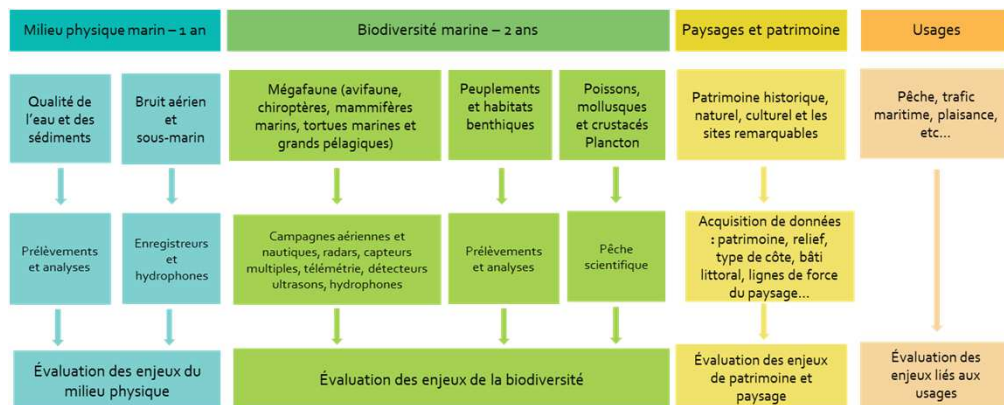 Milieu physique marin – 1 an
Biodiversité marine – 2 ans
Paysages et patrimoine
Usages
Qualité de
l'eau et des
sédiments
Bruit aérien
et
sous-marin
Mégafaune (avifaune,
chiroptères, mammifères
marins, tortues marines et
grands pélagiques)
Peuplements
et habitats
benthiques
Poissons,
mollusques
et crustacés
Plancton
Patrimoine historique,
naturel, culturel et les
sites remarquables
Pêche, trafic
maritime, plaisance,
etc...
Prélèvements
et analyses
Enregistreurs
et
hydrophones
Campagnes aériennes et
nautiques, radars, capteurs
multiples, télémétrie, détecteurs
ultrasons, hydrophones
Prélèvements
et analyses
Pêche
scientifique
Acquisition de données
: patrimoine, relief,
type de côte, bâti
littoral, lignes de force
du paysage...
Évaluation des enjeux du
milieu physique
Évaluation des enjeux de la biodiversité
Évaluation des enjeux
de patrimoine et
paysage
Évaluation des
enjeux liés aux
usages